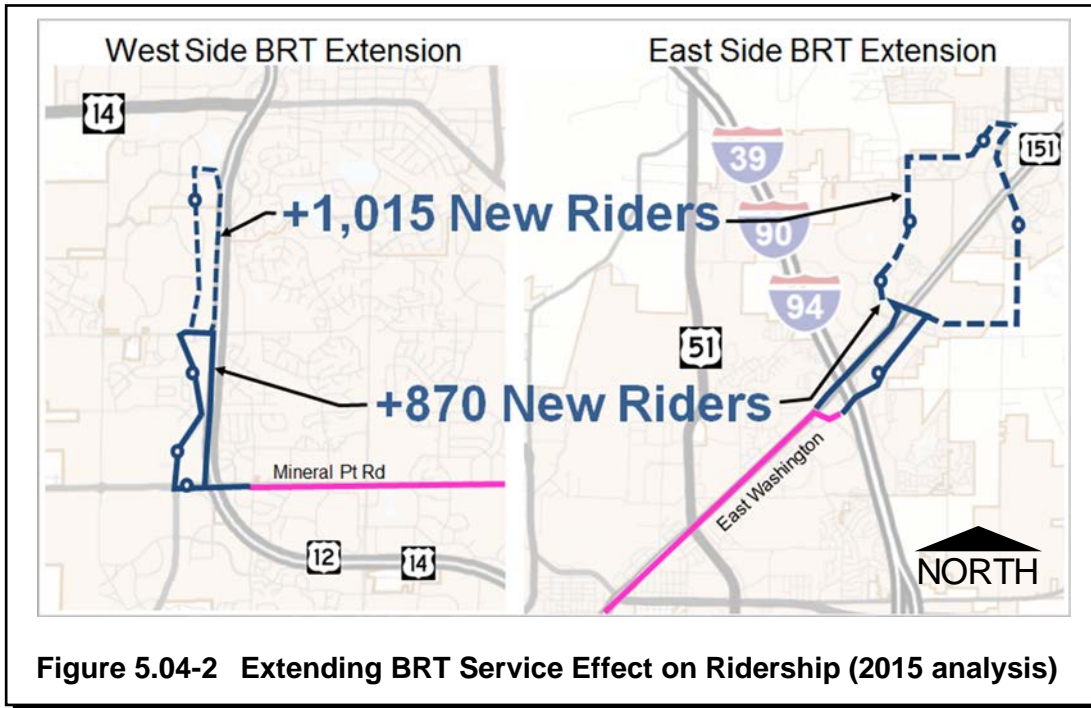 West Side BRT Extension
East Side BRT Extension
14
39
151
+1,015 New Riders
90
94
51
+870 New Riders
Mineral Pt Rd
East Washington
12
14
NORTH
Figure 5.04-2 Extending BRT Service Effect on Ridership (2015 analysis)